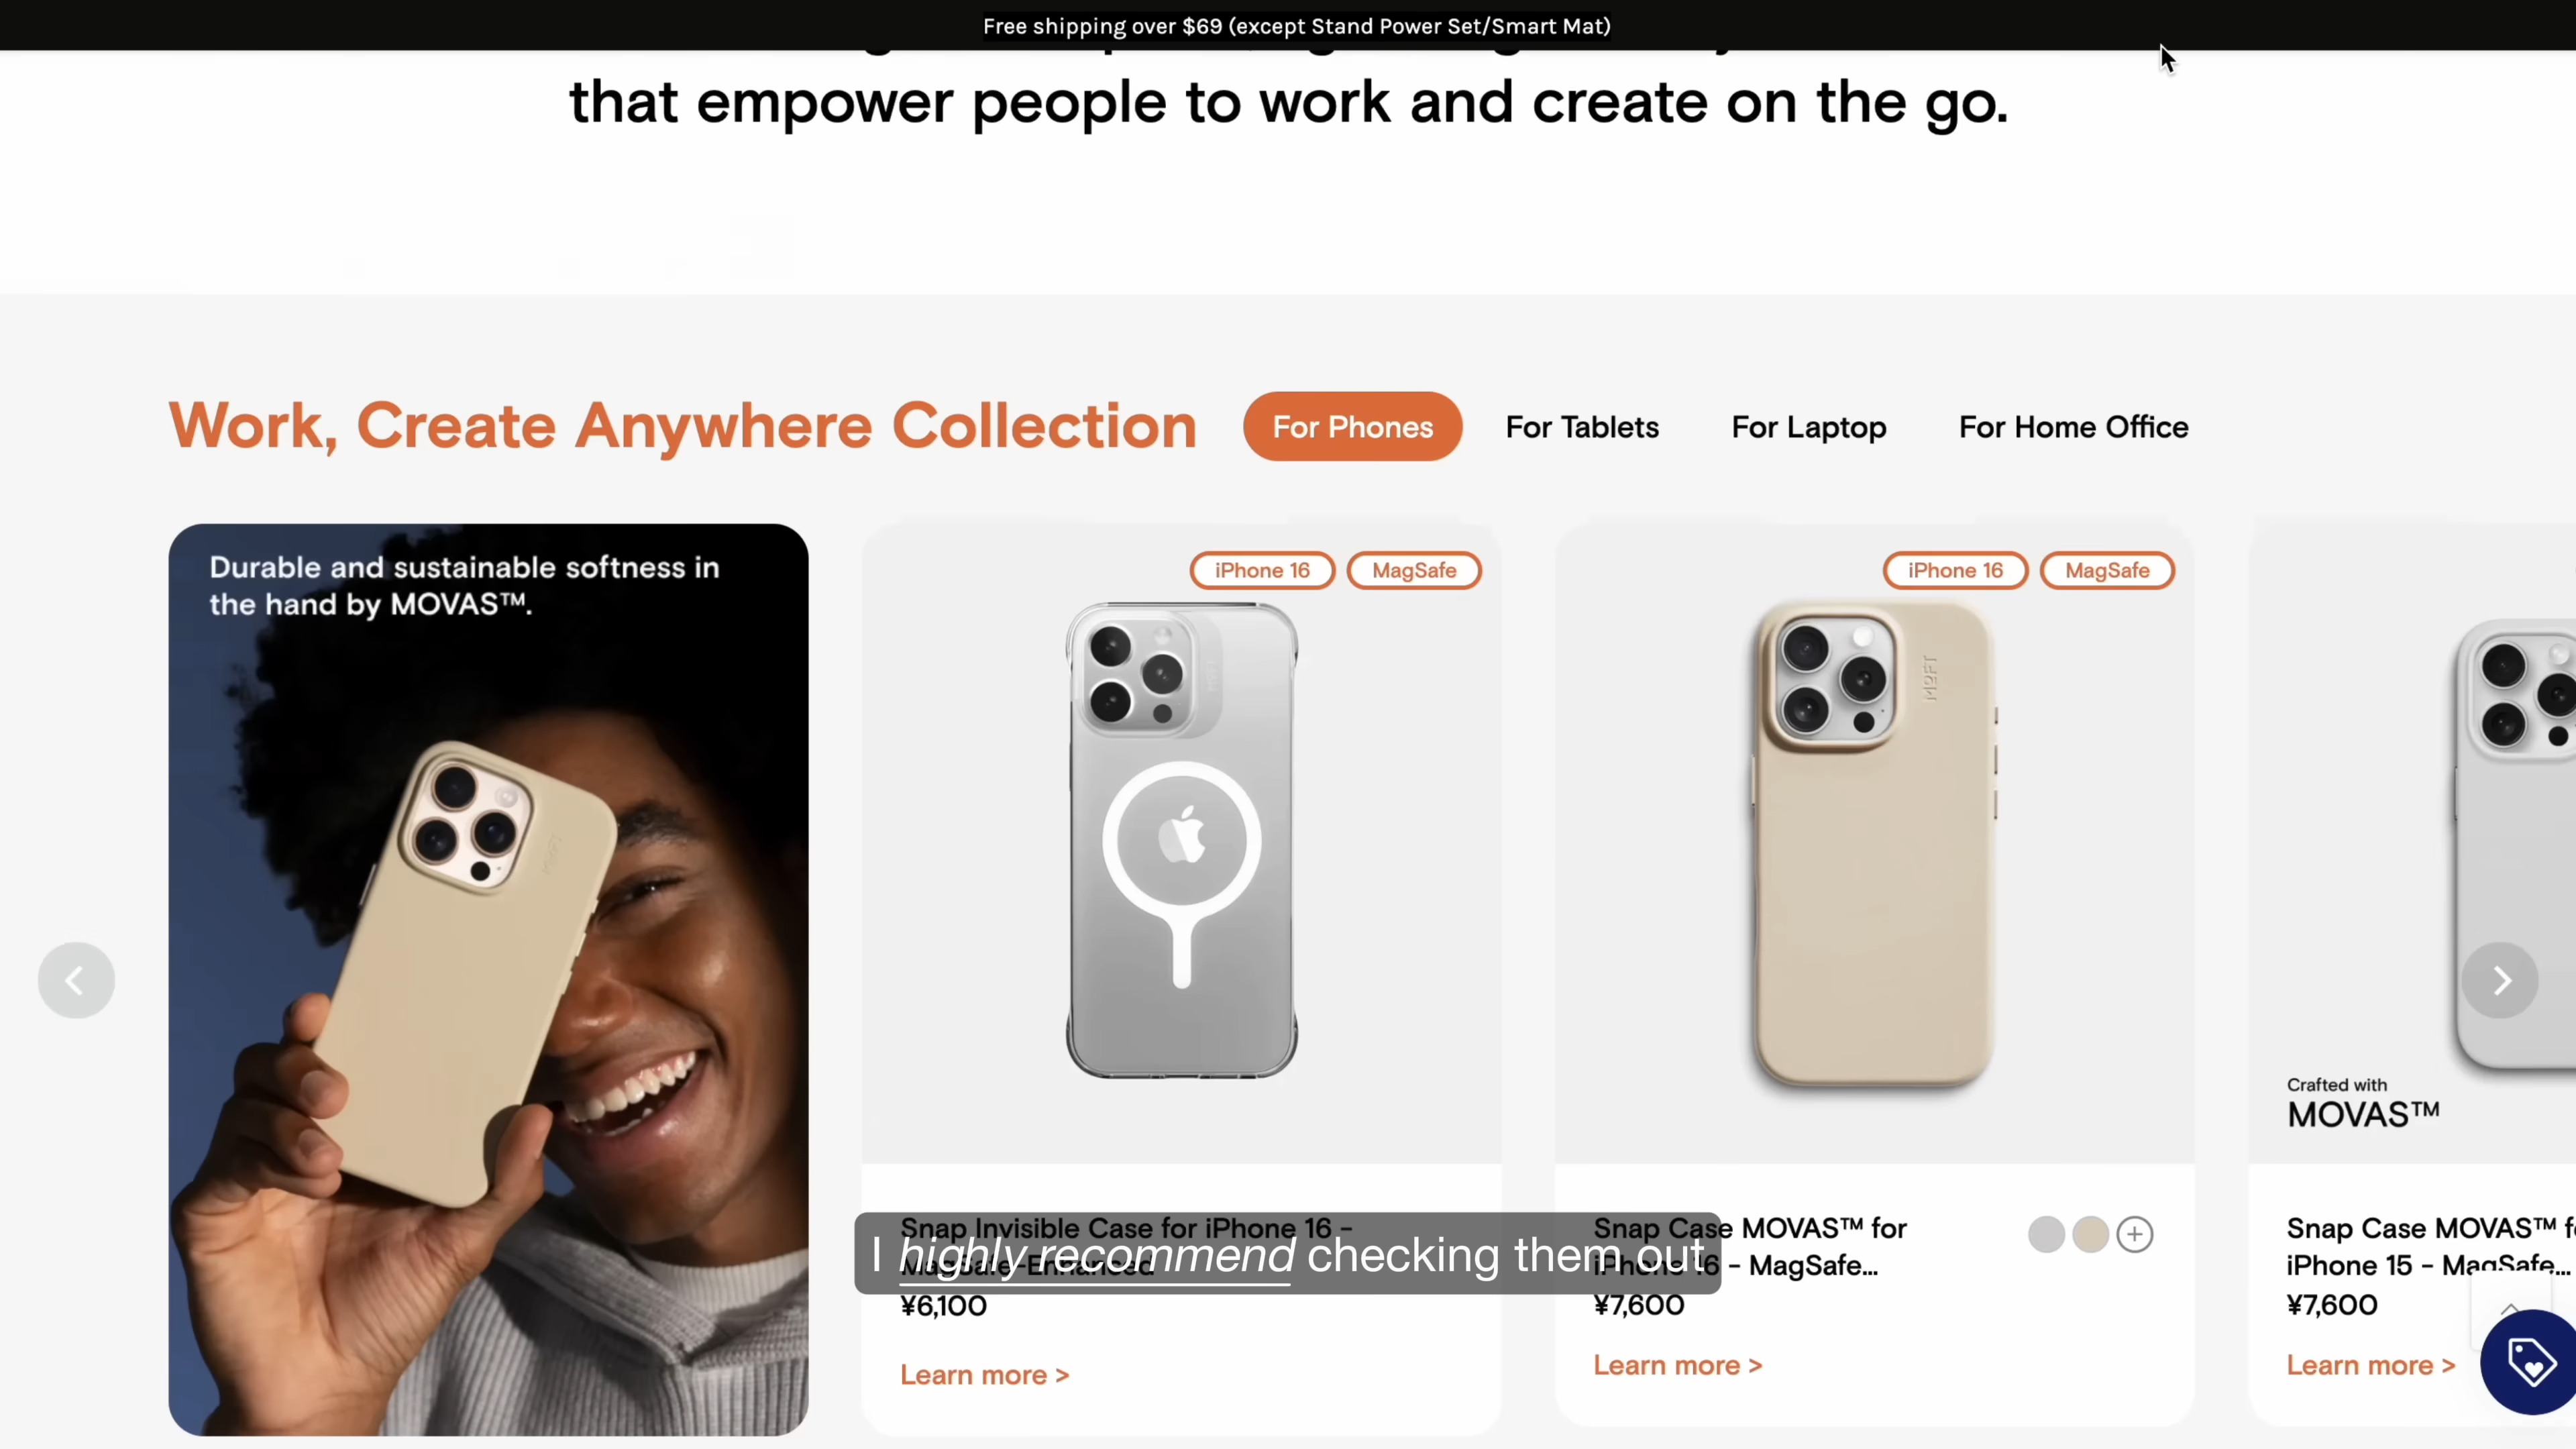 Free shipping over $69 (except Stand Power Set/Smart Mat)
that empower people to work and create on the go.
Work, Create Anywhere Collection
For Phones
For Tablets
For Laptop
For Home Office
Durable and sustainable softness in
the hand by MOVAS™.
iPhone 16
MagSafe
Snap Invisible Case for iPhone 16 -
MagSafe-Enhanced
¥6,100
Learn more >
iPhone 16
MagSafe
MOFT
Snap Case MOVAS™ for
iPhone 16 - MagSafe...
¥7,600
Learn more >
Crafted with
MOVAS™
Snap Case MOVAS™
iPhone 15 - MagSafe...
¥7,600
Learn more >
I highly recommend checking them out